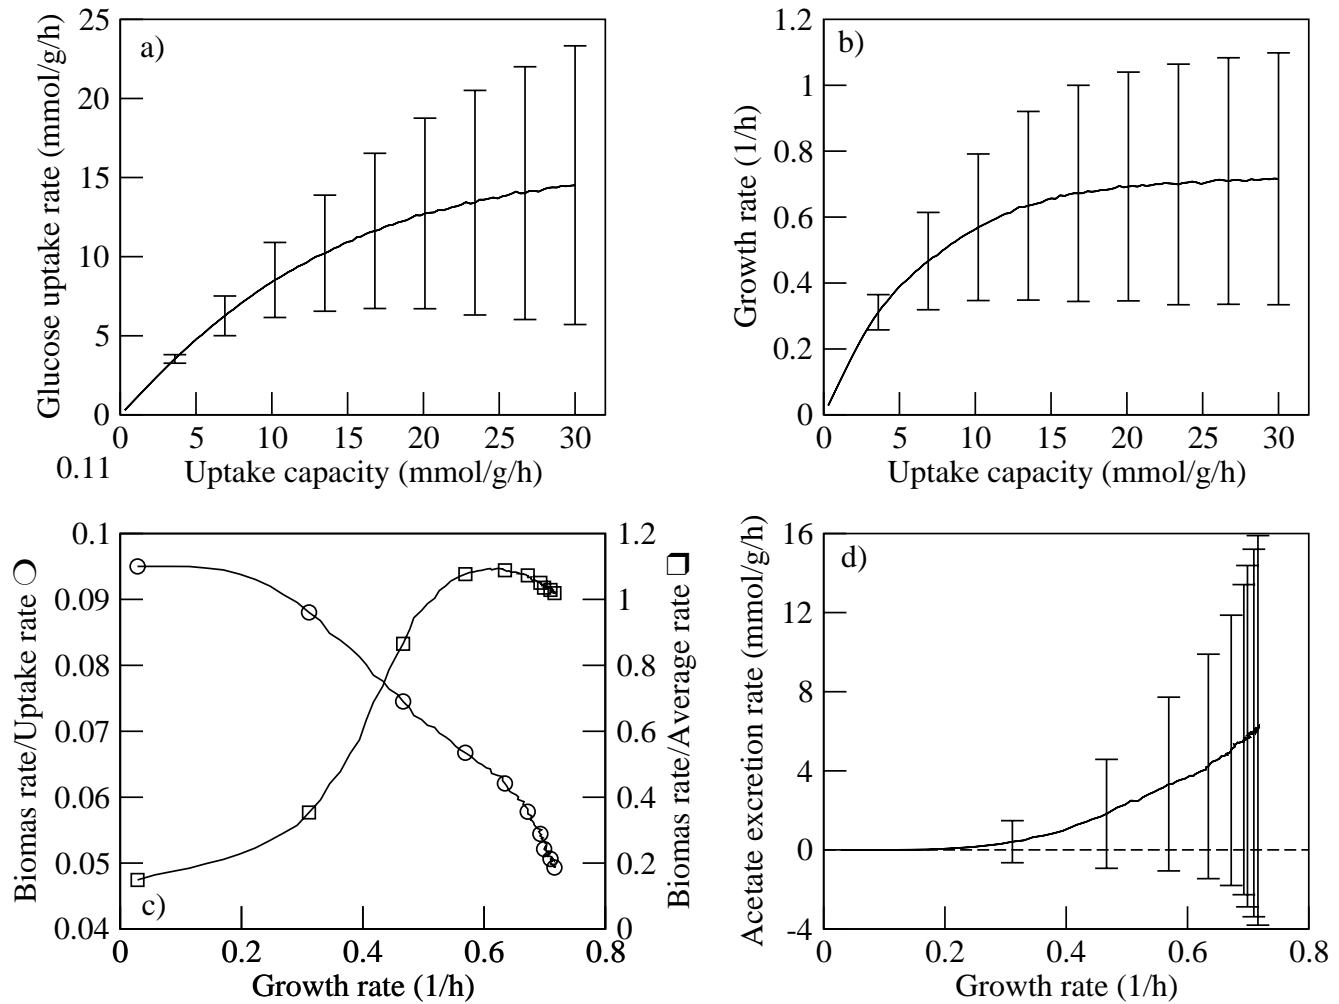 a)
25
20
15
10
5
0
Glucose uptake rate (mmol/g/h)
0 5 10 15 20 25 30
Uptake capacity (mmol/g/h)
b)
1.2
1
0.8
0.6
0.4
0.2
0
Growth rate (1/h)
0 5 10 15 20 25 30
Uptake capacity (mmol/g/h)
0.11
0.1
0.09
0.08
0.07
0.06
0.05
0.04
Biomas rate/Uptake rate
c)
1.2
1
0.8
0.6
0.4
0.2
0
Biomas rate/Average rate
0 0.2 0.4 0.6 0.8
Growth rate (1/h)
d)
16
12
8
4
0
-4
Acetate excretion rate (mmol/g/h)
0 0.2 0.4 0.6 0.8
Growth rate (1/h)